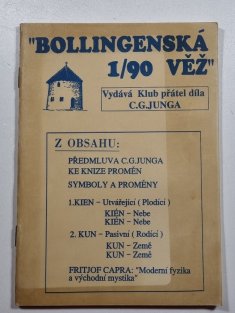 "BOLLINGENSKÁ
1/90 VĚŽ"
Vydává Klub přátel díla
C.G.JUNGA
Z OBSAHU:
PŘEDMLUVA C.G.JUNGA
KE KNIZE PROMĚN
SYMBOLY A PROMĚNY
1.KIEN - Utvářející ( Plodící )
KIÉN - Nebe
KIÉN - Nebe
2. KUN - Pasivní ( Rodící )
KUN - Země
KUN - Země
FRITJOF CAPRA: "Moderní fyzika
a východní mystika"